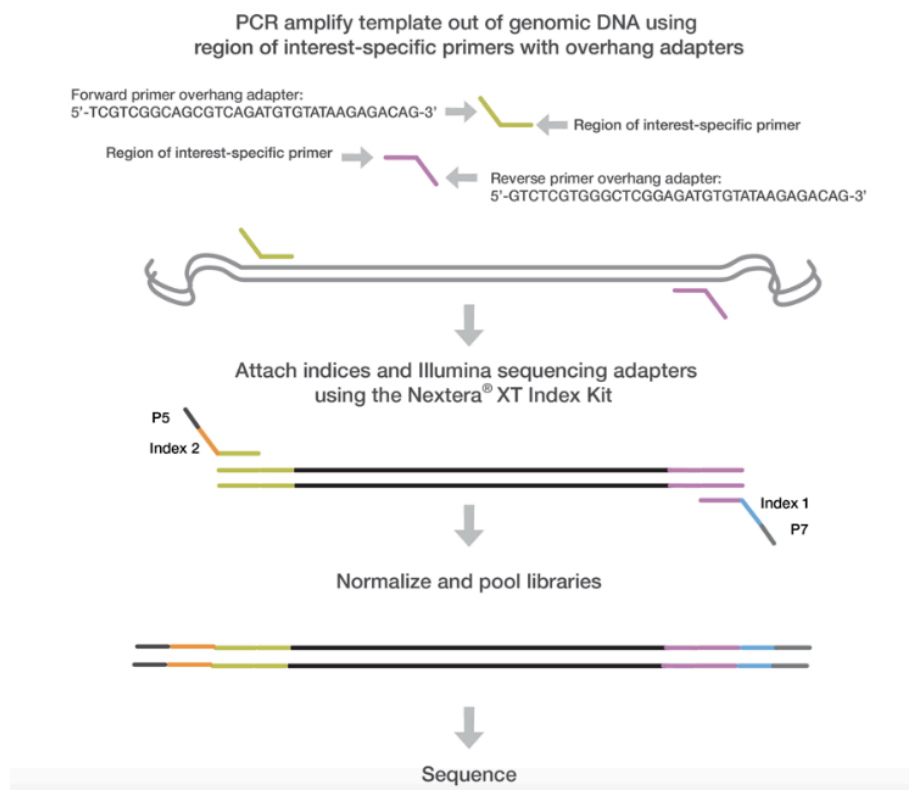 PCR amplify template out of genomic DNA using
region of interest-specific primers with overhang adapters
Forward primer overhang adapter:
5’-TCGTCGGCAGCGTCAGATGTGTATAAGAGACAG-3’
Region of interest-specific primer
Region of interest-specific primer
Reverse primer overhang adapter:
5’-GTCTCGTGGGCTCGGAGATGTGTATAAGAGACAG-3’
Attach indices and Illumina sequencing adapters
using the Nextera® XT Index Kit
P5
Index 2
Index 1
P7
Normalize and pool libraries
Sequence